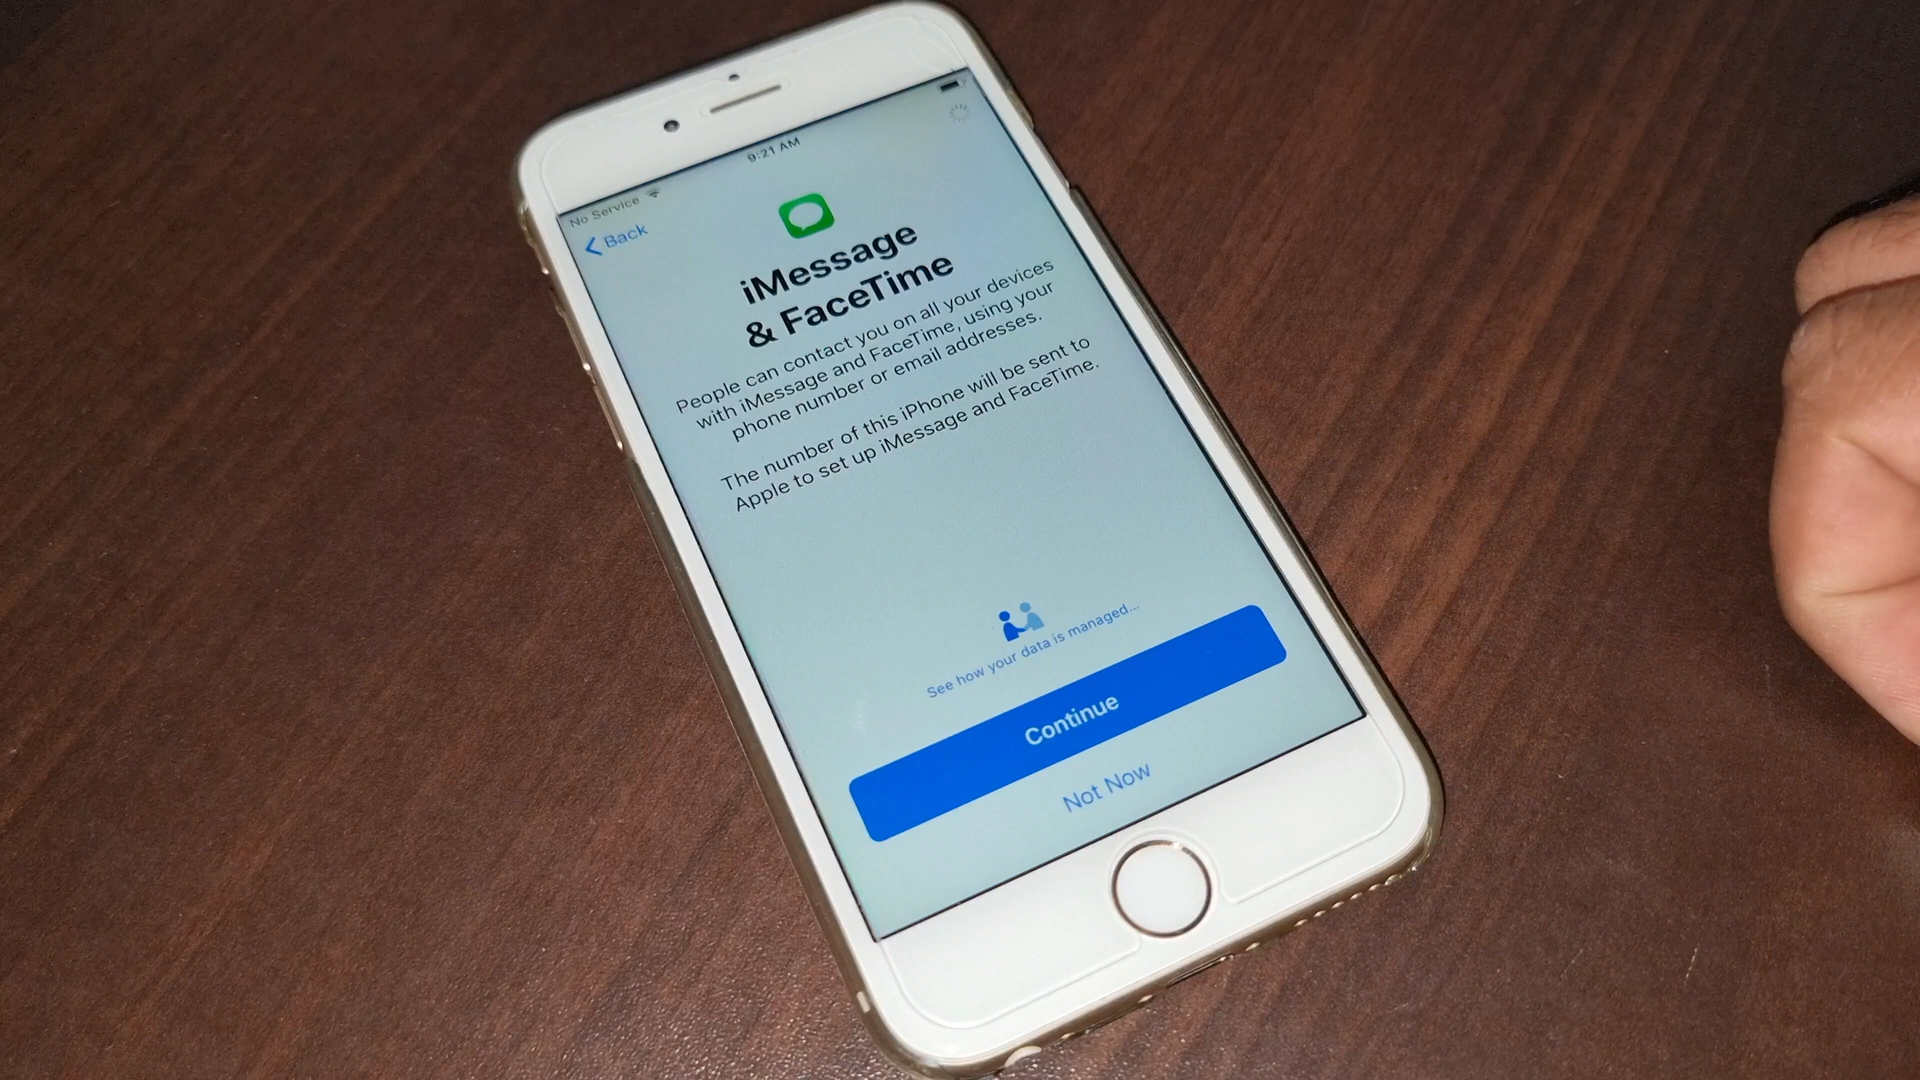 9:21 AM
No Service
Back
iMessage
& FaceTime
People can contact you on all your devices
with iMessage and FaceTime, using your
phone number or email addresses.
The number of this iPhone will be sent to
Apple to set up iMessage and FaceTime.
See how your data is managed...
Continue
Not Now